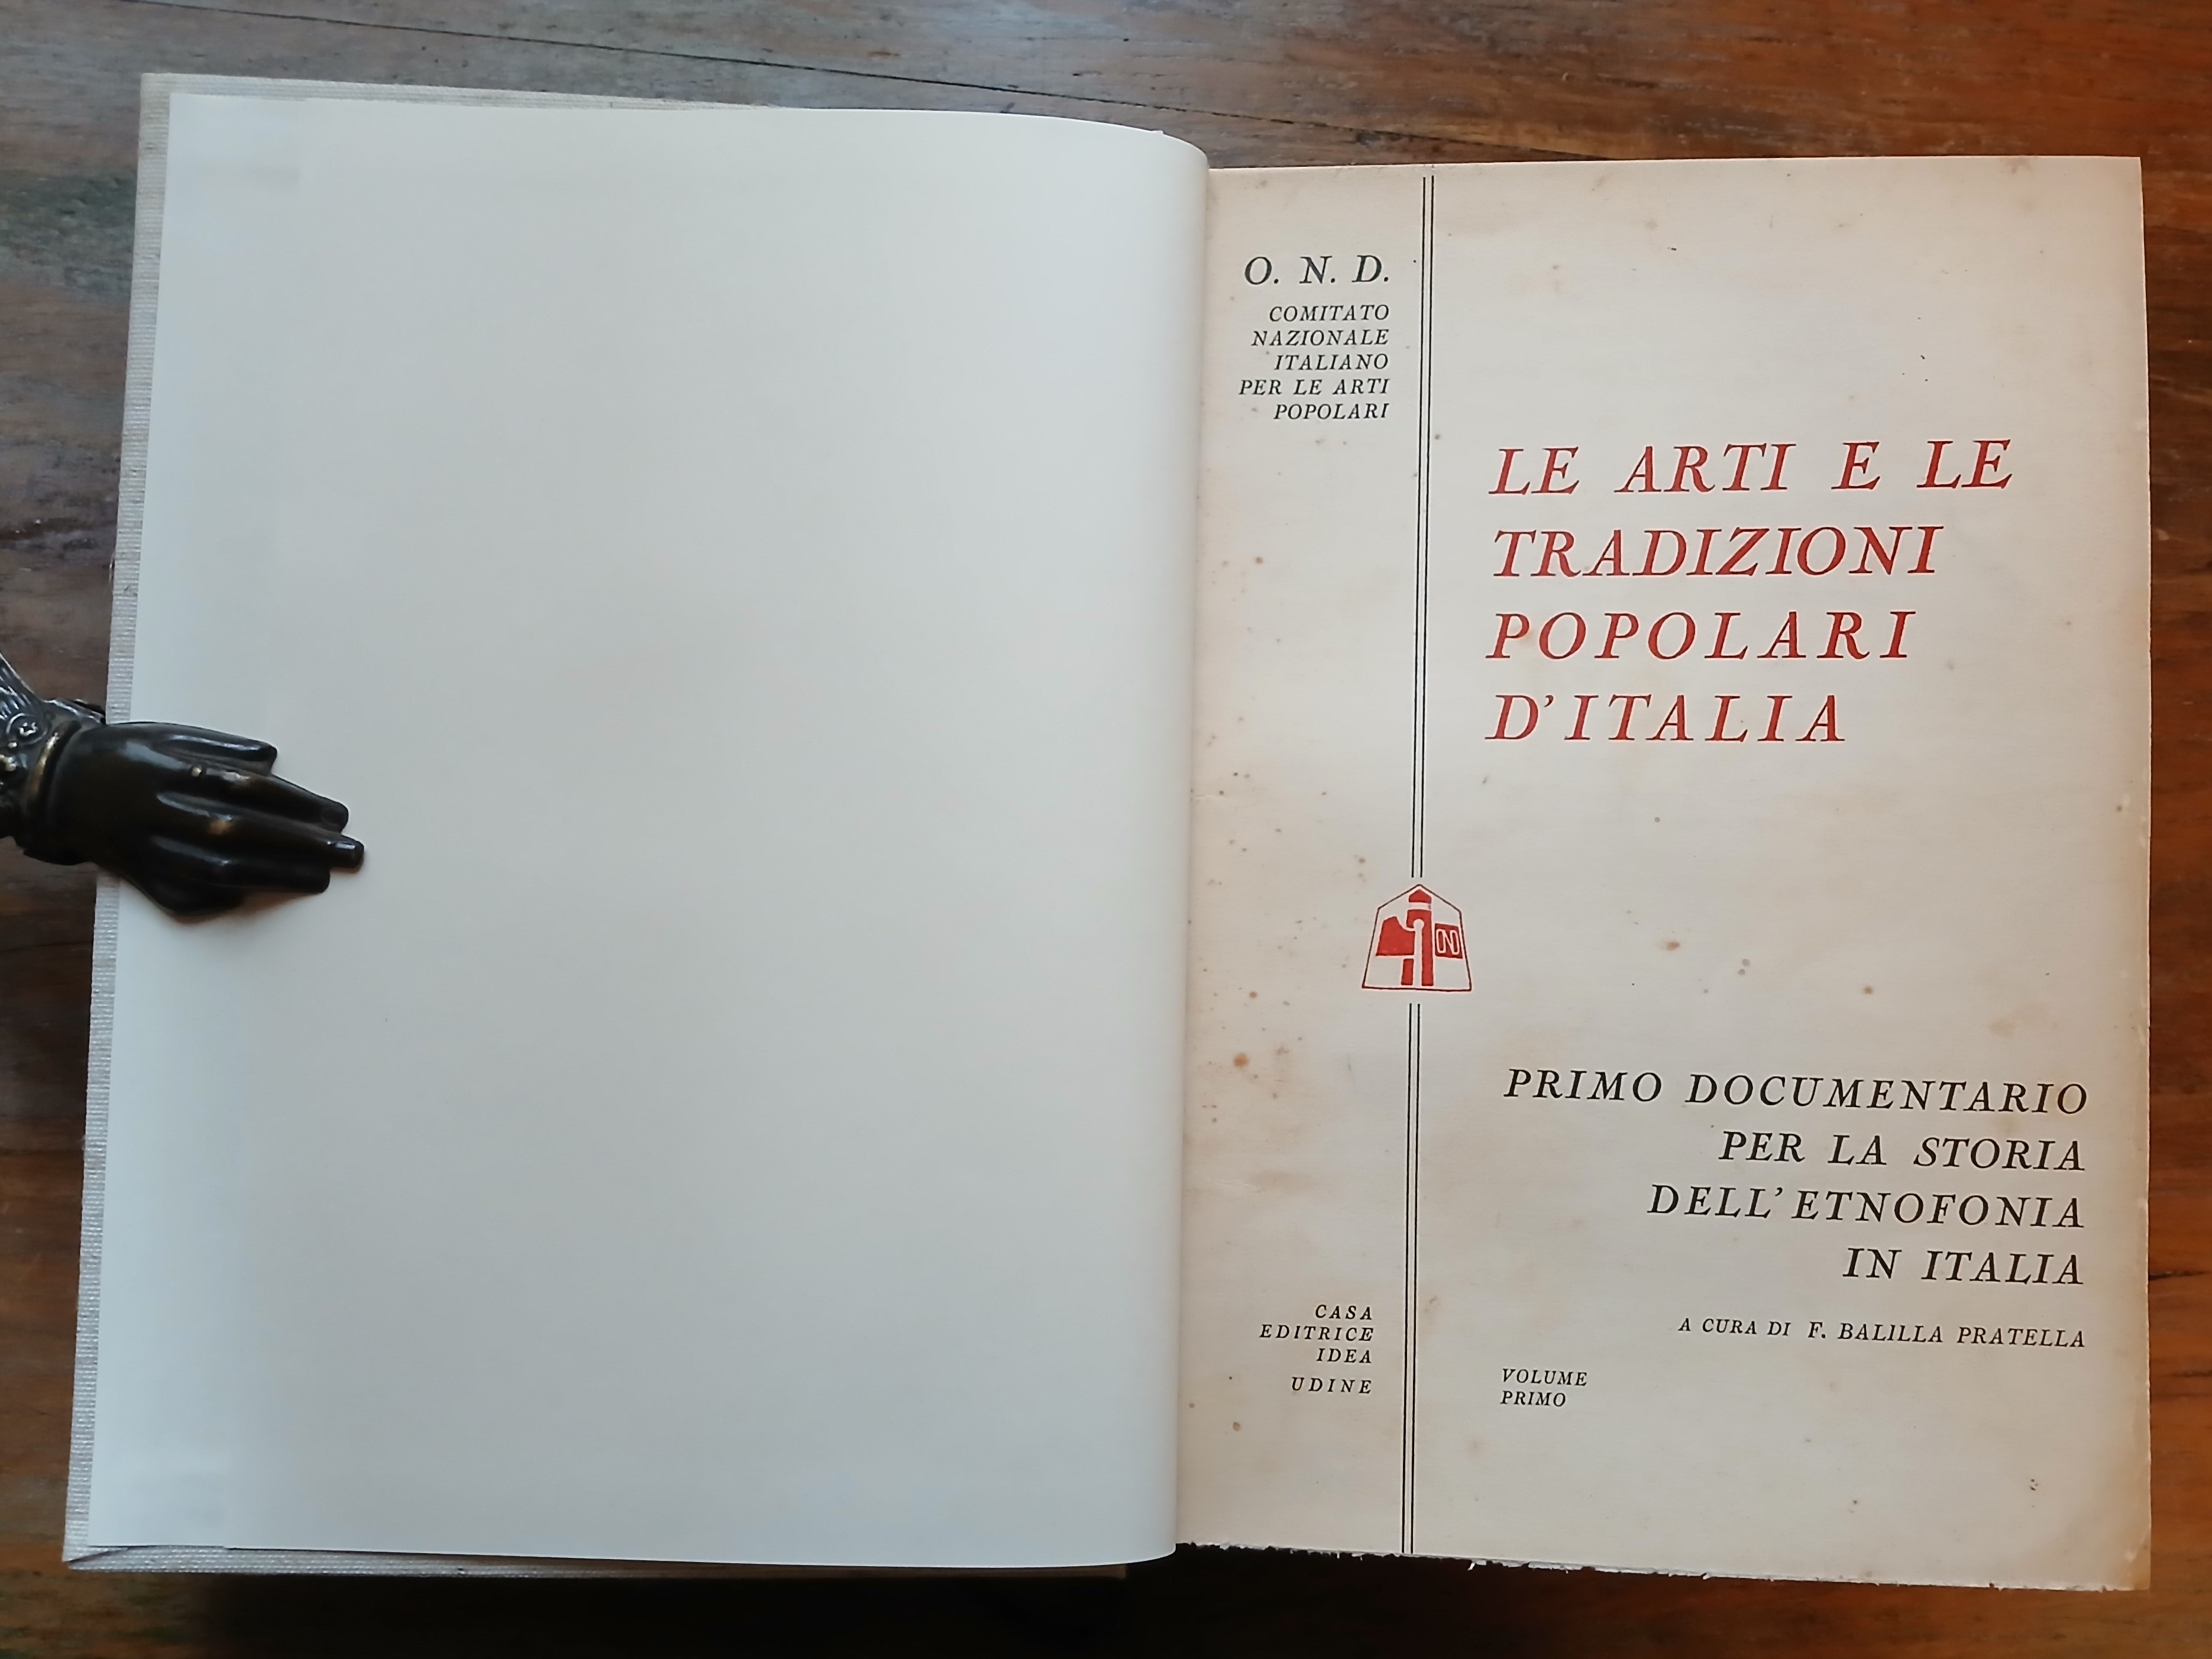 O. N. D.
COMITATO
NAZIONALE
ITALIANO
PER LE ARTI
POPOLARI
LE ARTI E LE
TRADIZIONI
POPOLARI
D'ITALIA
PRIMO DOCUMENTARIO
PER LA STORIA
DELL'ETNOFONIA
IN ITALIA
A CURA DI F. BALILLA PRATELLA
VOLUME
PRIMO
CASA
EDITRICE
IDEA
UDINE